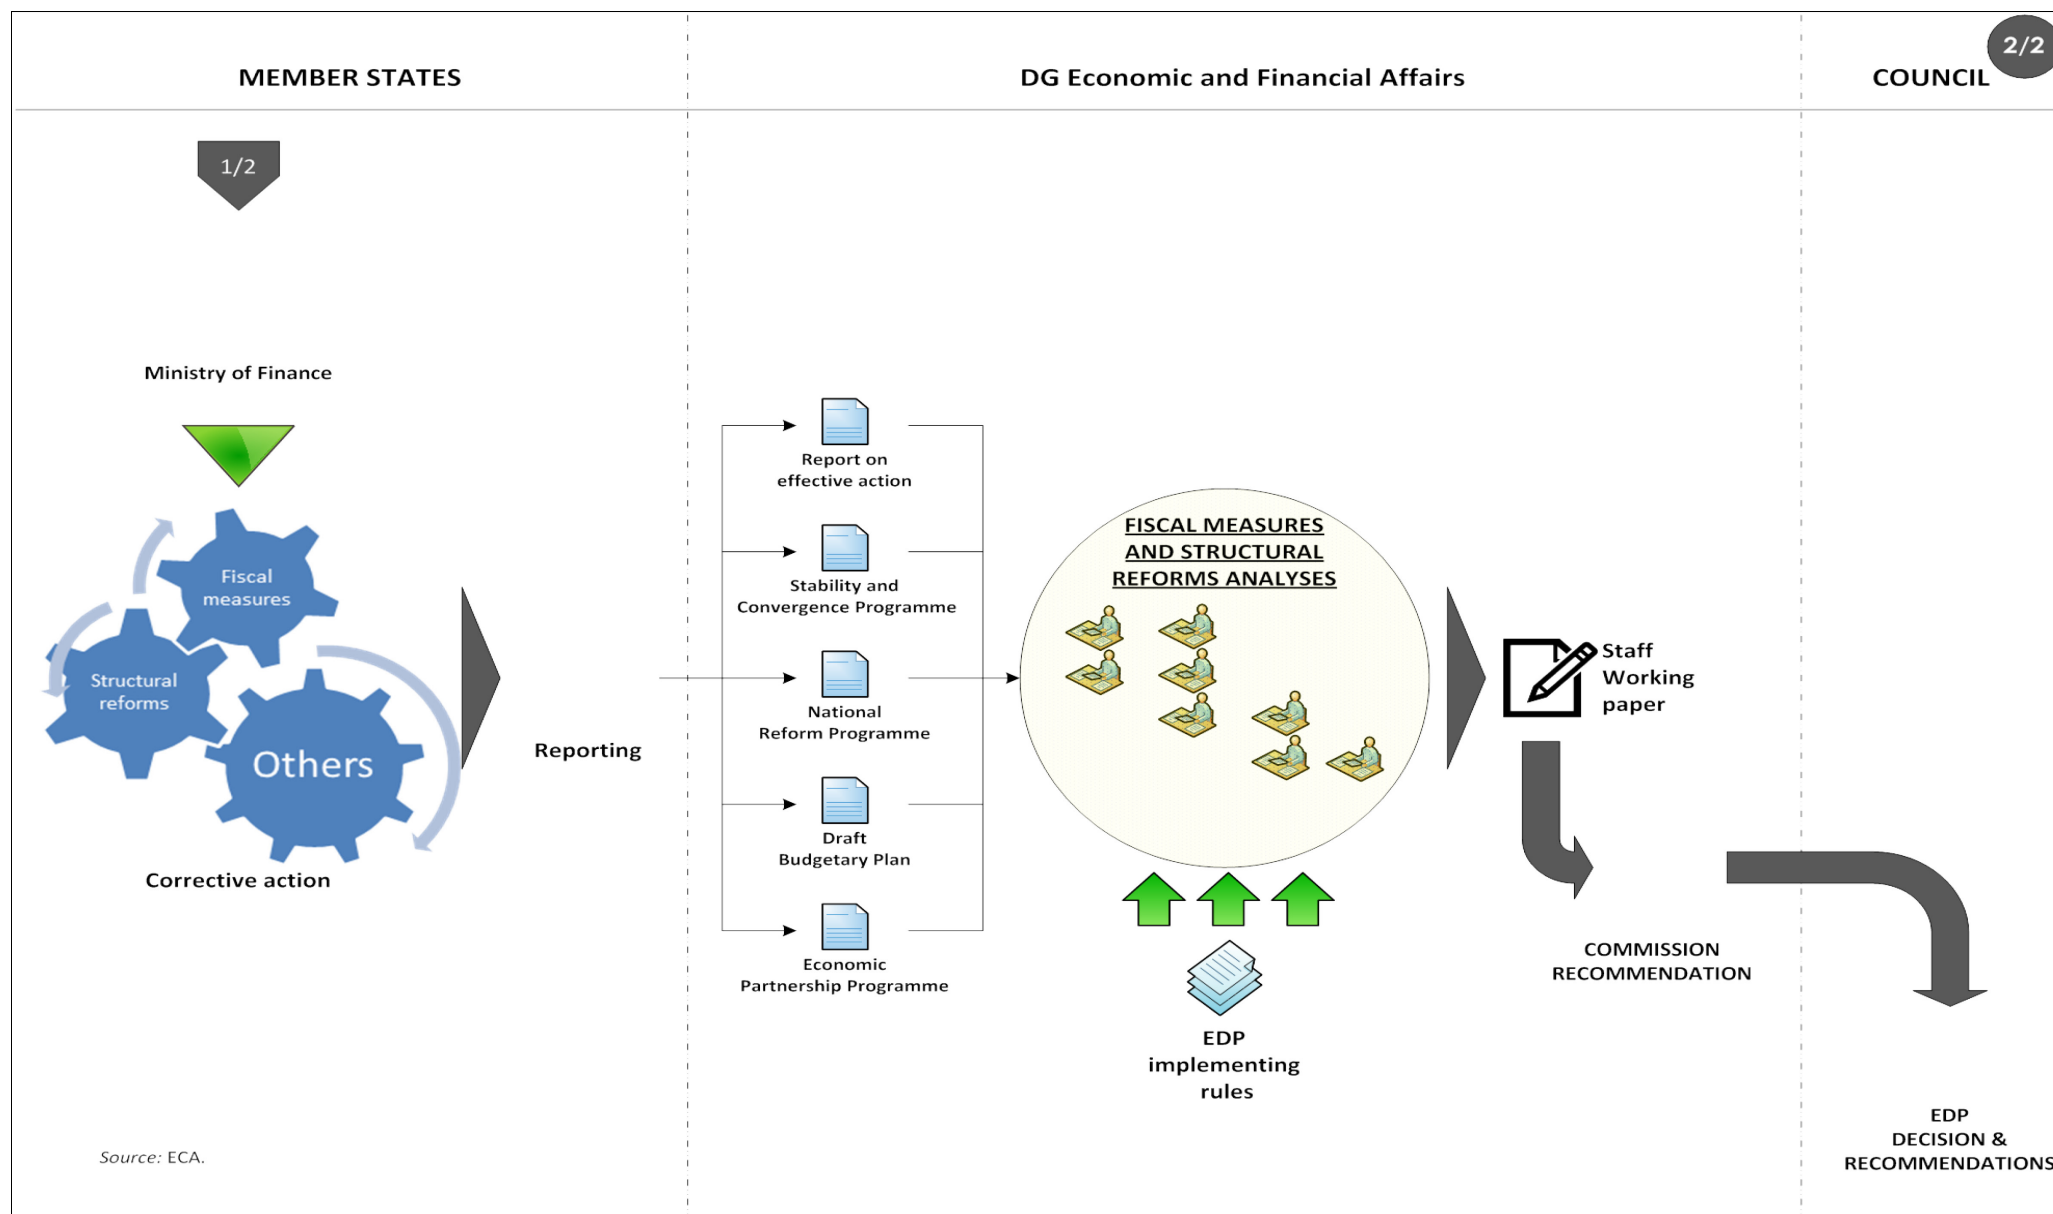 2/2
MEMBER STATES
DG Economic and Financial Affairs
COUNCIL
1/2
Ministry of Finance
Fiscal
measures
Structural
reforms
Others
Corrective action
Reporting
Report on
effective action
Stability and
Convergence Programme
National
Reform Programme
Draft
Budgetary Plan
Economic
Partnership Programme
FISCAL MEASURES
AND STRUCTURAL
REFORMS ANALYSES
EDP
implementing
rules
Staff
Working
paper
COMMISSION
RECOMMENDATION
EDP
DECISION &
RECOMMENDATIONS
Source: ECA.